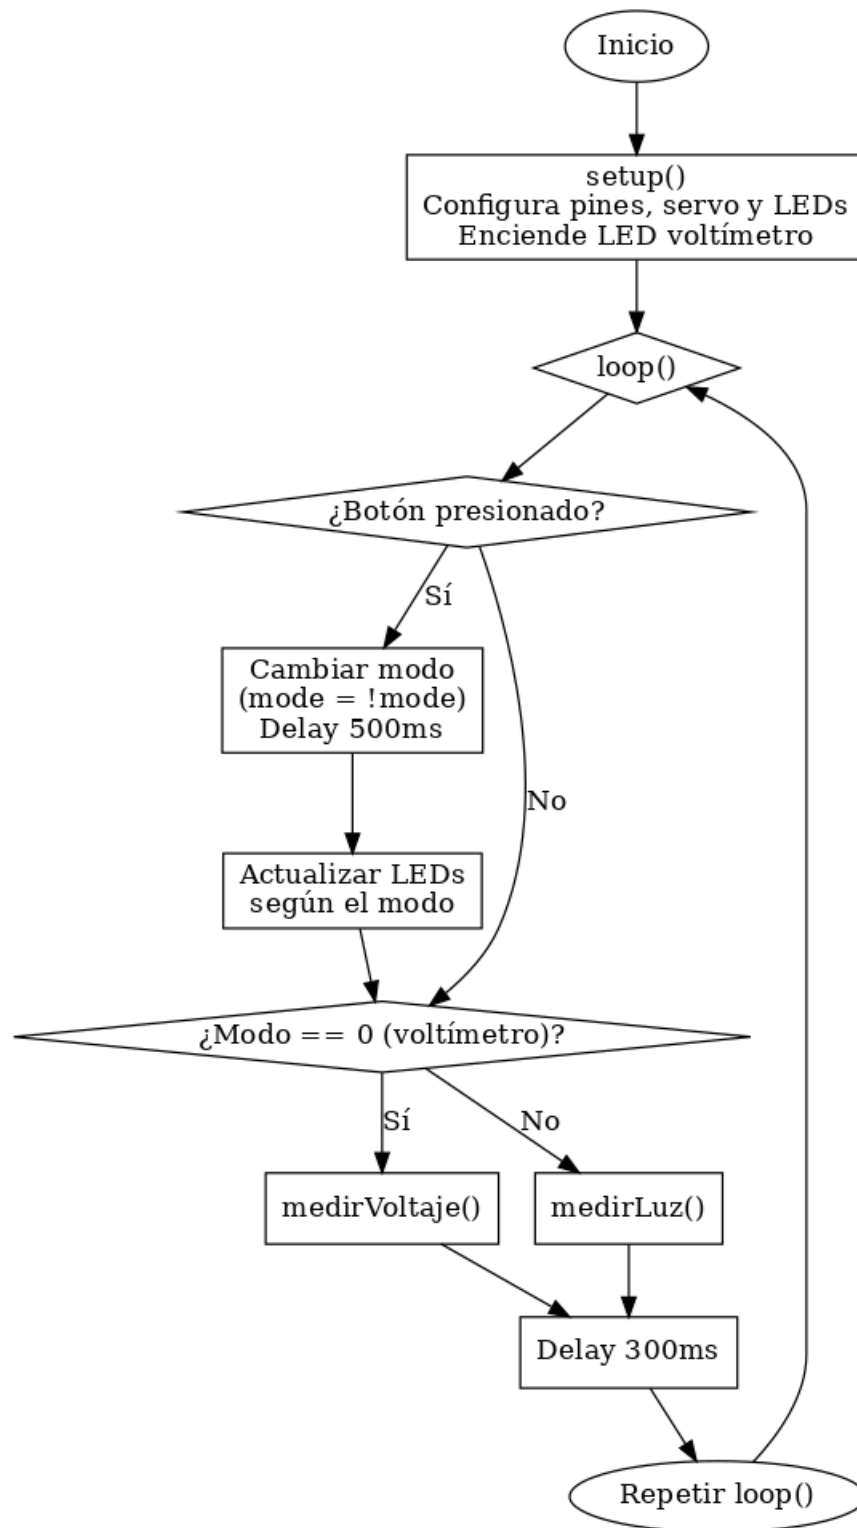 Inicio
setup()
Configura pines, servo y LEDs
Enciende LED voltímetro
loop()
¿Botón presionado?
Sí
Cambiar modo
(mode = !mode)
Delay 500ms
No
Actualizar LEDs
según el modo
¿Modo == 0 (voltímetro)?
Sí
No
medirVoltaje()
medirLuz()
Delay 300ms
Repetir loop()